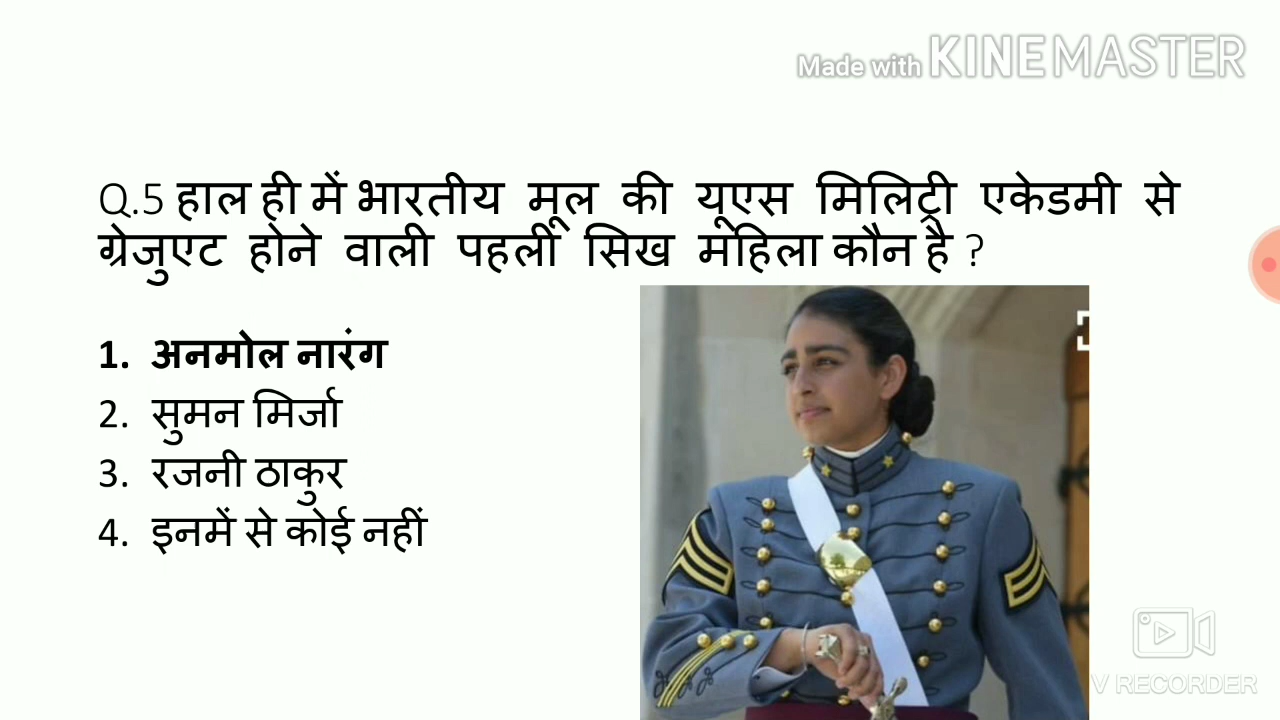 Made with KINEMASTER
Q.5 हाल ही में भारतीय मूल की यूएस मिलिट्री एकेडमी से
ग्रेजुएट होने वाली पहली सिख महिला कौन है ?
1. अनमोल नारंग
2. सुमन मिर्जा
3. रजनी ठाकुर
4. इनमें से कोई नहीं
V RECORDER